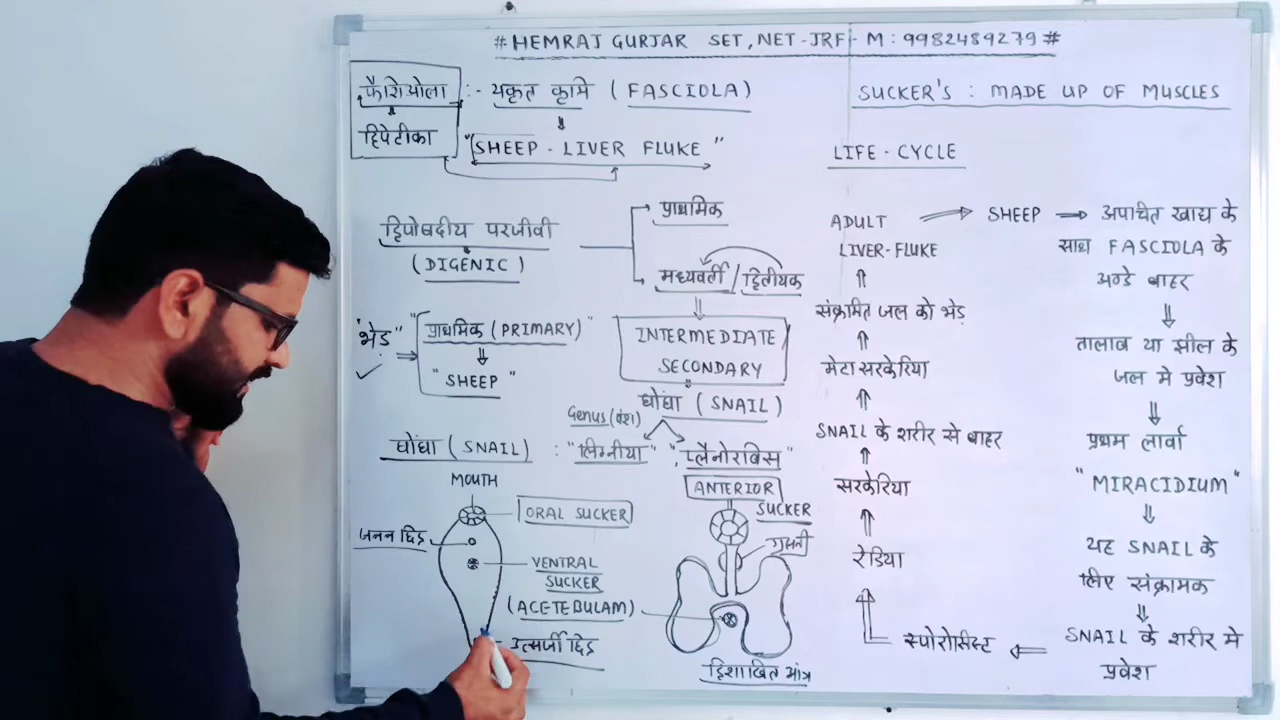 # HEMRAJ GURJAR SET, NET-JRF - M : 9982489279 #
फैशिओला :- यकृत कृमि ( FASCIOLA )
हिपेटीका
"SHEEP - LIVER FLUKE"
द्विपोषदीय परजीवी
( DIGENIC )
प्राथमिक
मध्यवर्ती / द्वितीयक
"भेड़"
"प्राथमिक ( PRIMARY )"
"SHEEP"
INTERMEDIATE /
SECONDARY
घोंघा ( SNAIL )
Genus (वंश)
घोंघा ( SNAIL ) : "लिम्नीया" , "प्लैनोरबिस"
MOUTH
ORAL SUCKER
जनन छिद्र
VENTRAL
SUCKER
(ACETEBULAM)
उत्सर्जी छिद्र
ANTERIOR
SUCKER
ग्रसनी
द्विशाखित आंत्र
SUCKER'S : MADE UP OF MUSCLES
LIFE - CYCLE
ADULT
LIVER-FLUKE
SHEEP
अपाचित खाद्य के
साथ FASCIOLA के
अण्डे बाहर
तालाब या झील के
जल मे प्रवेश
प्रथम लार्वा
"MIRACIDIUM"
यह SNAIL के
लिए संक्रामक
SNAIL के शरीर मे
प्रवेश
स्पोरोसिस्ट
रेडिया
सरकेरिया
SNAIL के शरीर से बाहर
मेटा सरकेरिया
संक्रमित जल को भेड़